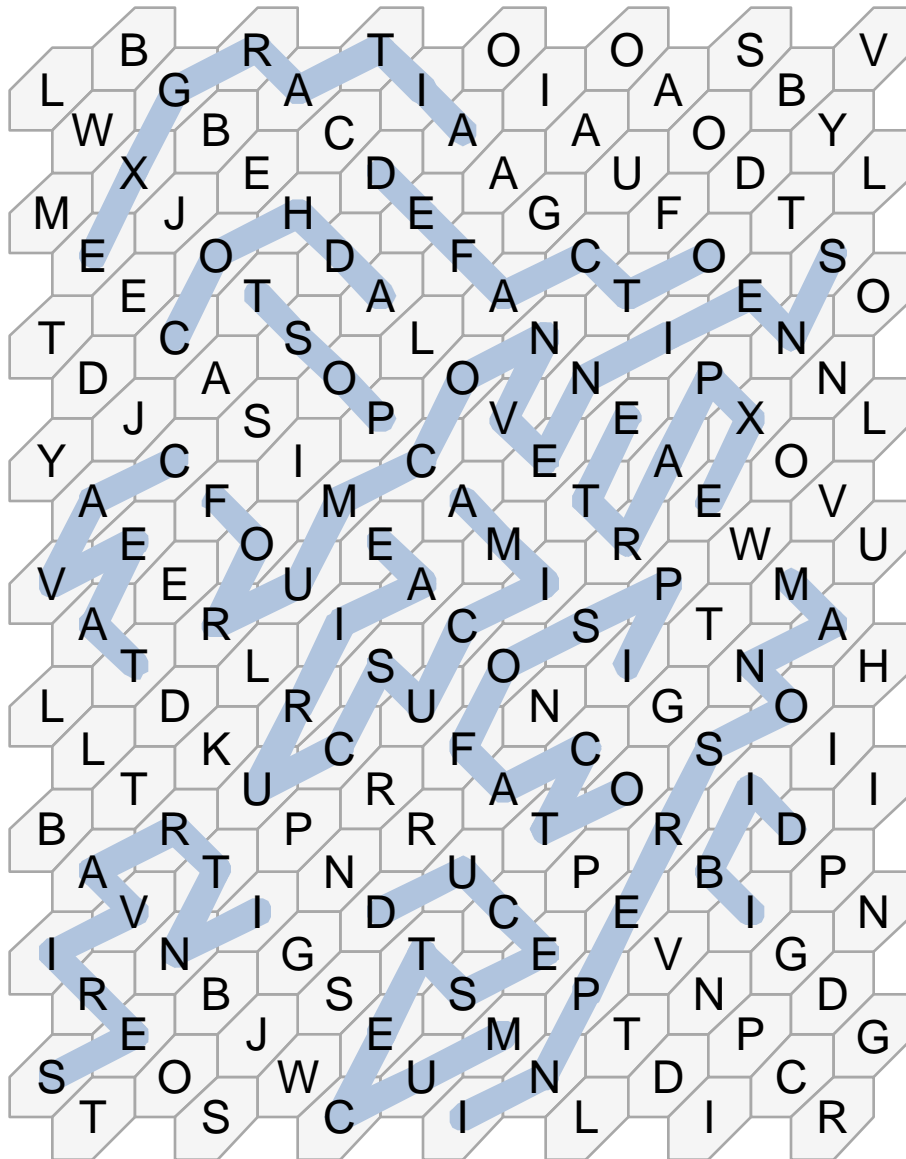 B R T O O S V
L G A I I A B
W B C A A O Y
X E D A U D L
M J H E G F T
E O D F C O S
E T A A T E O
T C S L N I N
D A O O N P N
J S P V E X L
Y C I C E A O
A F M A T E V
E O E M R W U
V E U A I P M
A R I C S T A
T L S O I N H
L D R U N G O
L K C F C S I
T U R A O I I
B R P R T R D
A T N U P B P
V I D C E I N
I N G T E V G
R B S S P N D
E J E M T P G
S O W U N D C
T S C I L I R